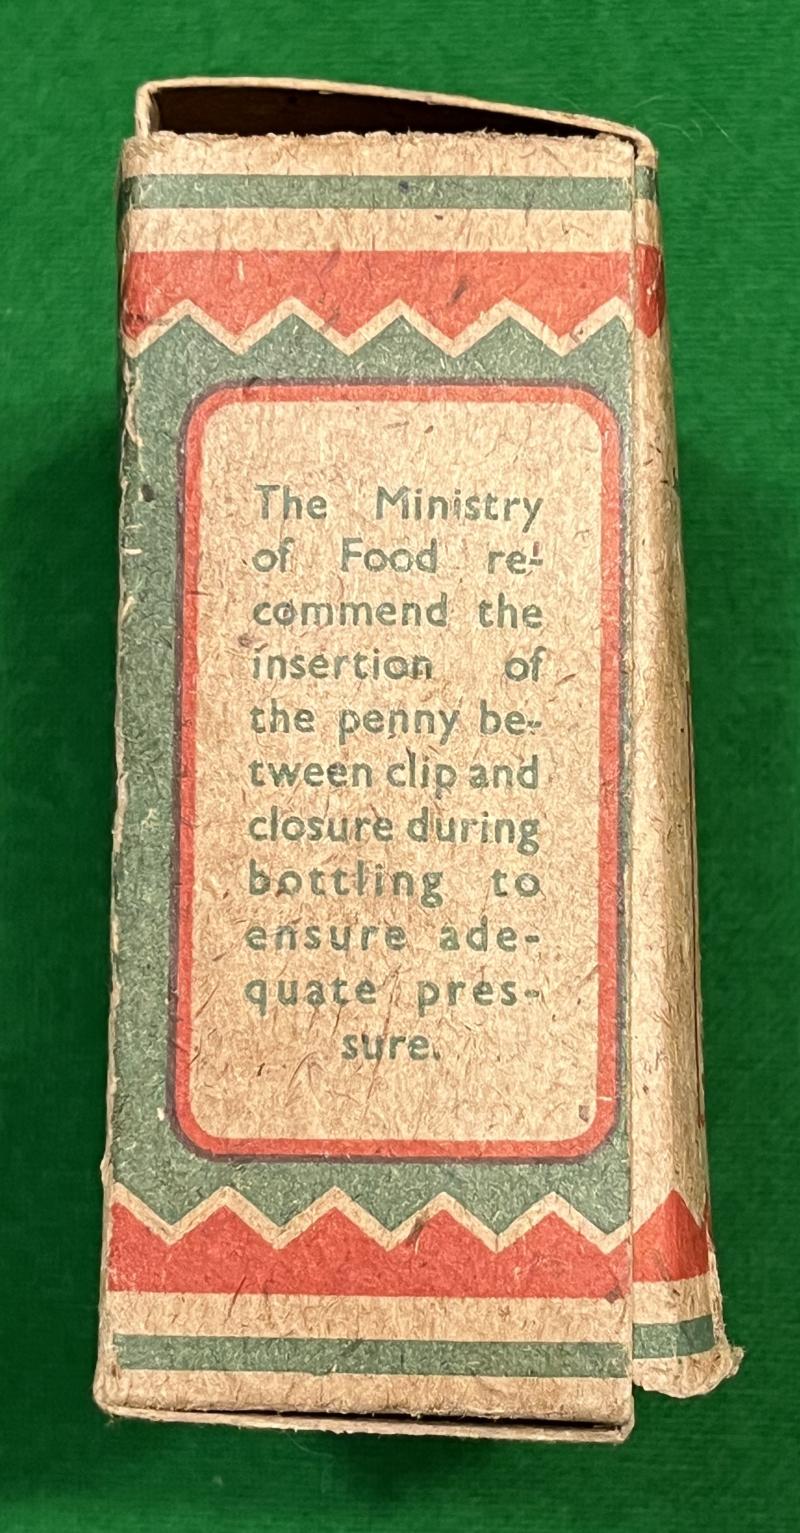 The Ministry
of Food re-
commend the
insertion of
the penny be-
tween clip and
closure during
bottling to
ensure ade-
quate pres-
sure.